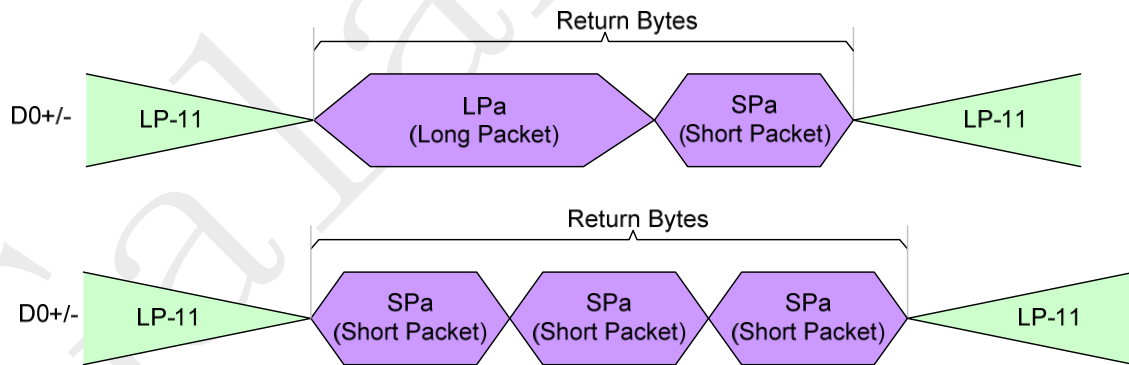 Return Bytes
D0+/-
LP-11
LPa
(Long Packet)
SPa
(Short Packet)
LP-11
Return Bytes
D0+/-
LP-11
SPa
(Short Packet)
SPa
(Short Packet)
SPa
(Short Packet)
LP-11